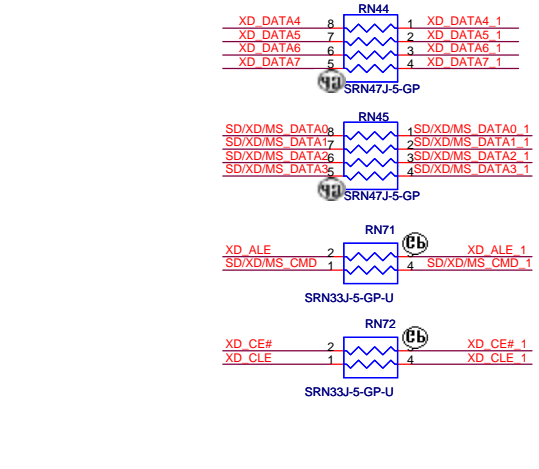 RN44
XD_DATA4 8 1 XD_DATA4_1
XD_DATA5 7 2 XD_DATA5_1
XD_DATA6 6 3 XD_DATA6_1
XD_DATA7 5 4 XD_DATA7_1
SRN47J-5-GP
RN45
SD/XD/MS_DATA0 8 1 SD/XD/MS_DATA0_1
SD/XD/MS_DATA1 7 2 SD/XD/MS_DATA1_1
SD/XD/MS_DATA2 6 3 SD/XD/MS_DATA2_1
SD/XD/MS_DATA3 5 4 SD/XD/MS_DATA3_1
SRN47J-5-GP
RN71
XD_ALE 2 XD_ALE_1
SD/XD/MS_CMD 1 4 SD/XD/MS_CMD_1
SRN33J-5-GP-U
RN72
XD_CE# 2 XD_CE#_1
XD_CLE 1 4 XD_CLE_1
SRN33J-5-GP-U